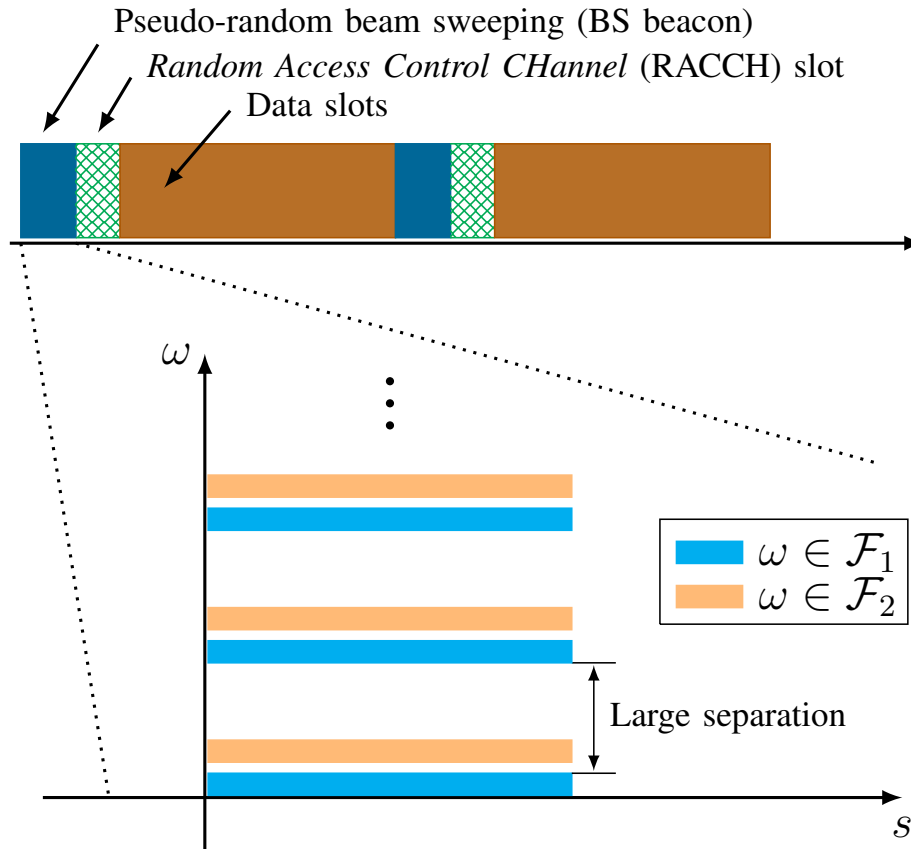 Pseudo-random beam sweeping (BS beacon)
Random Access Control CHannel (RACCH) slot
Data slots
ω
ω ∈ ℱ₁
ω ∈ ℱ₂
Large separation
s